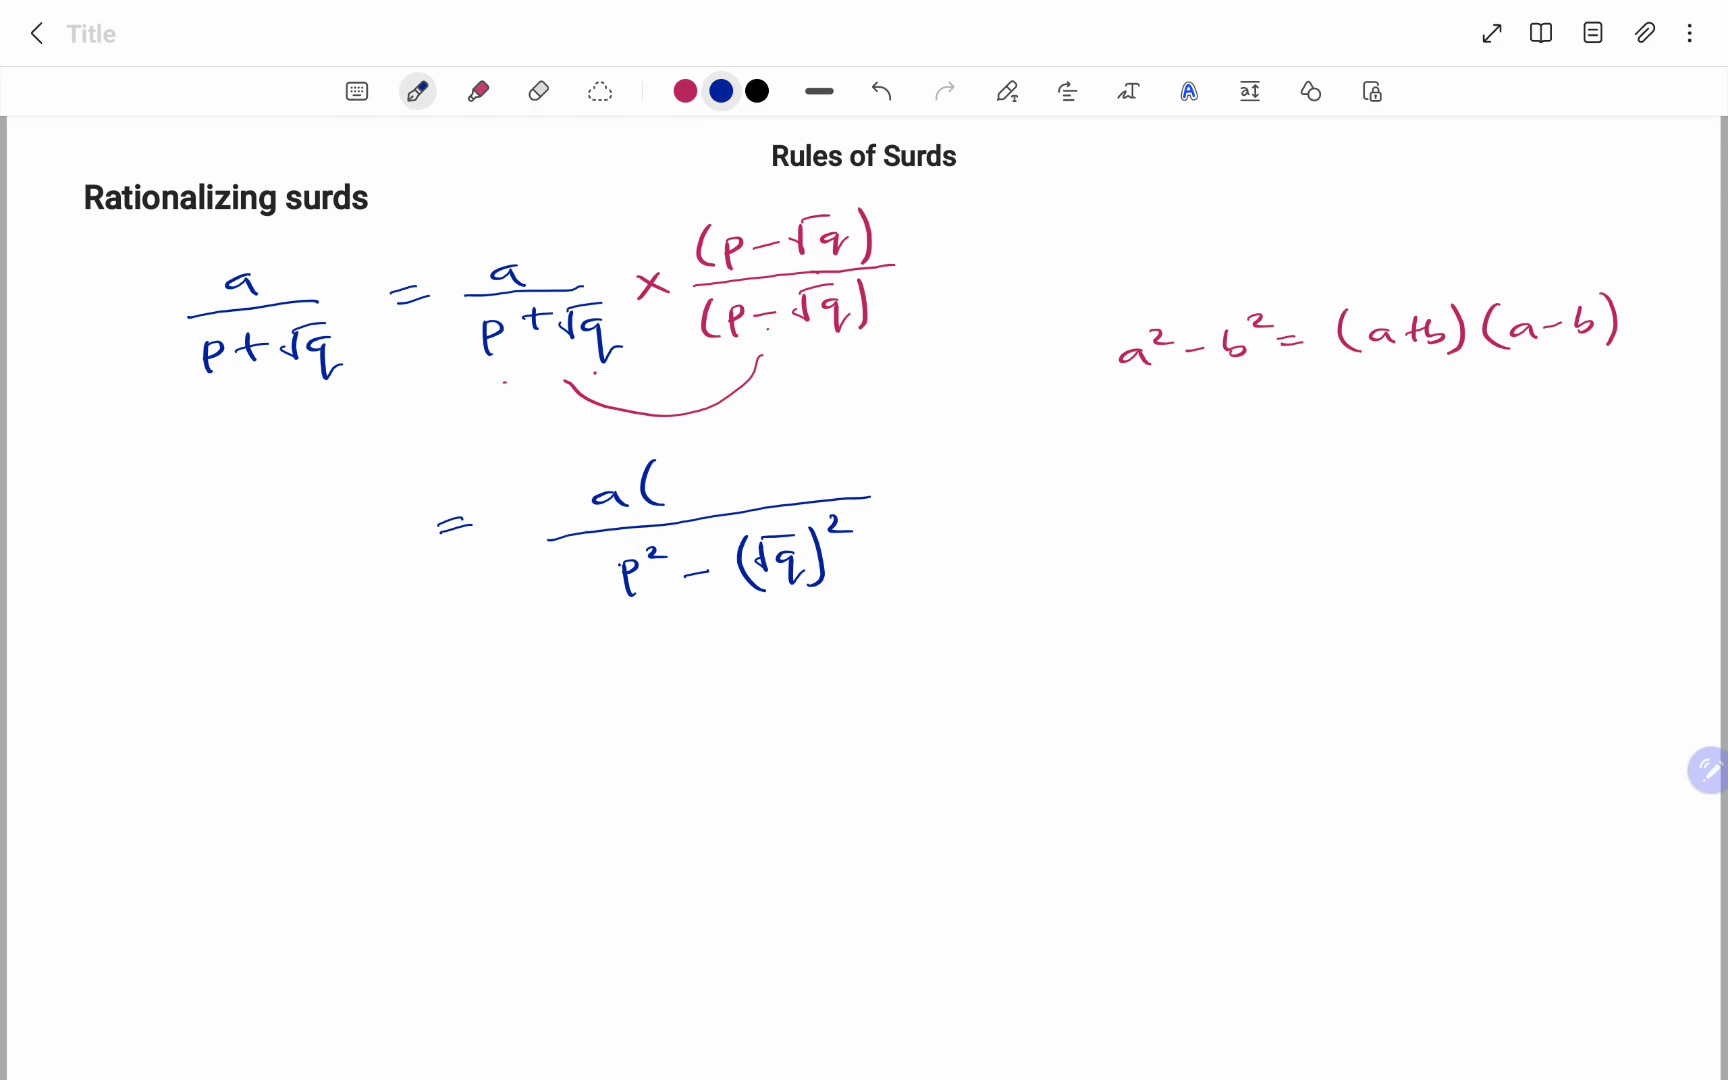 Title
Rules of Surds
Rationalizing surds
a/(p+√q) = a/(p+√q) × (p-√q)/(p-√q)
a² - b² = (a+b)(a-b)
= a(/(p² - (√q)²)